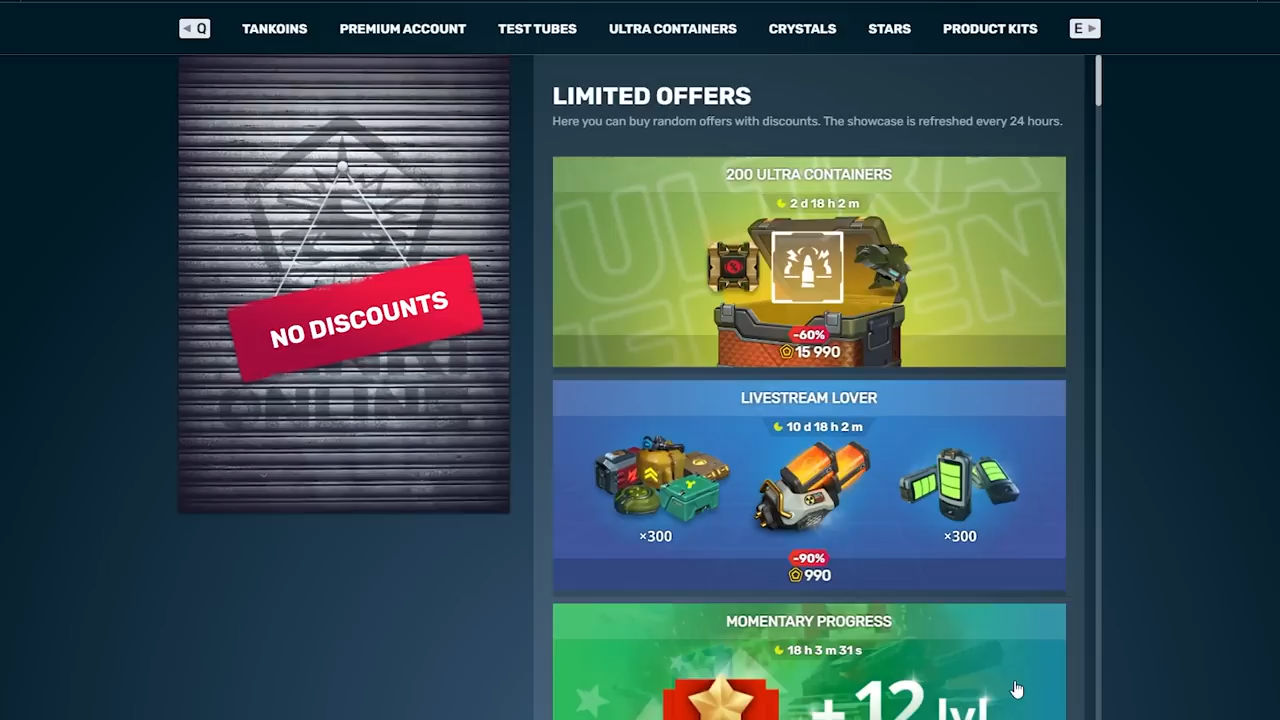 Q
TANKOINS
PREMIUM ACCOUNT
TEST TUBES
ULTRA CONTAINERS
CRYSTALS
STARS
PRODUCT KITS
E
NO DISCOUNTS
ONLINE
LIMITED OFFERS
Here you can buy random offers with discounts. The showcase is refreshed every 24 hours.
200 ULTRA CONTAINERS
2 d 18 h 2 m
ULTRA
-60%
15 990
LIVESTREAM LOVER
10 d 18 h 2 m
×300
×300
-90%
990
MOMENTARY PROGRESS
18 h 3 m 31 s
+ 12 lvl